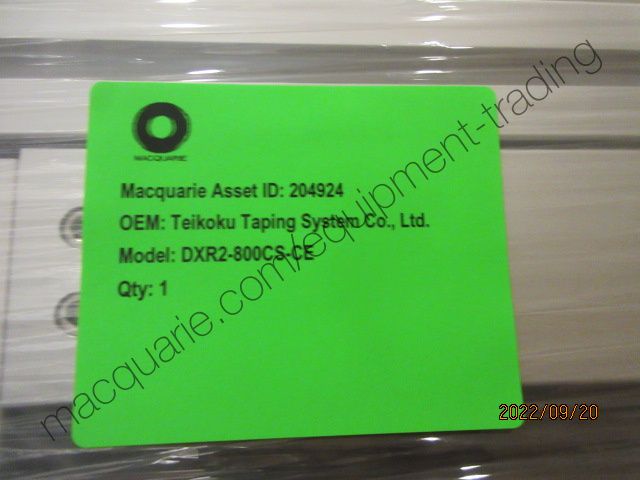 MACQUARIE
Macquarie Asset ID: 204924
OEM: Teikoku Taping System Co., Ltd.
Model: DXR2-800CS-CE
Qty: 1
macquarie.com/equipment-trading
2022/09/20